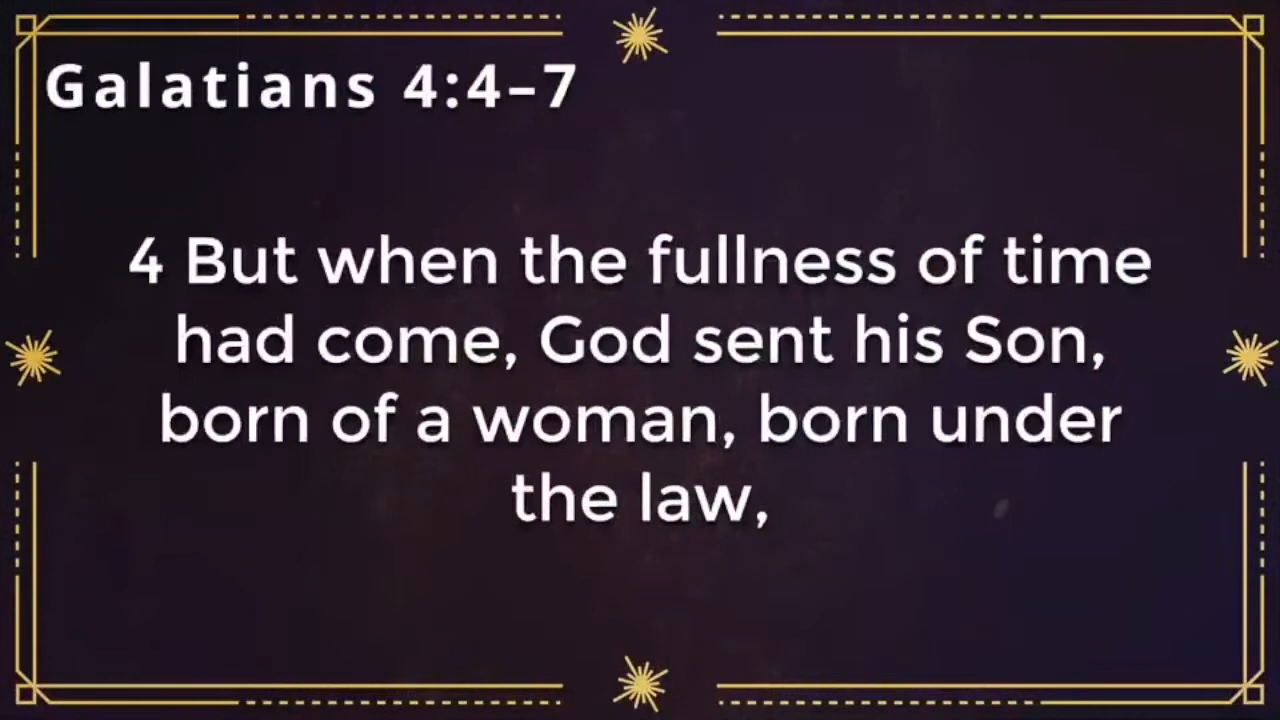 Galatians 4:4–7
4 But when the fullness of time
had come, God sent his Son,
born of a woman, born under
the law,